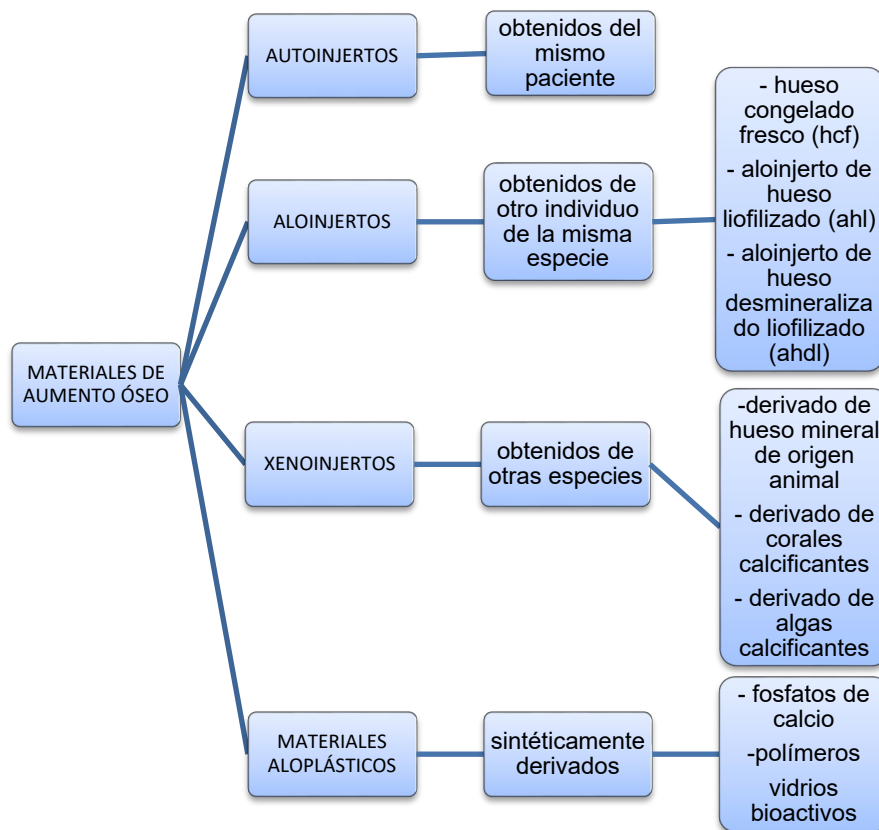 MATERIALES DE
AUMENTO ÓSEO
AUTOINJERTOS
obtenidos del
mismo
paciente
ALOINJERTOS
obtenidos de
otro individuo
de la misma
especie
- hueso
congelado
fresco (hcf)
- aloinjerto de
hueso
liofilizado (ahl)
- aloinjerto de
hueso
desmineraliza
do liofilizado
(ahdl)
XENOINJERTOS
obtenidos de
otras especies
-derivado de
hueso mineral
de origen
animal
- derivado de
corales
calcificantes
- derivado de
algas
calcificantes
MATERIALES
ALOPLÁSTICOS
sintéticamente
derivados
- fosfatos de
calcio
-polímeros
vidrios
bioactivos